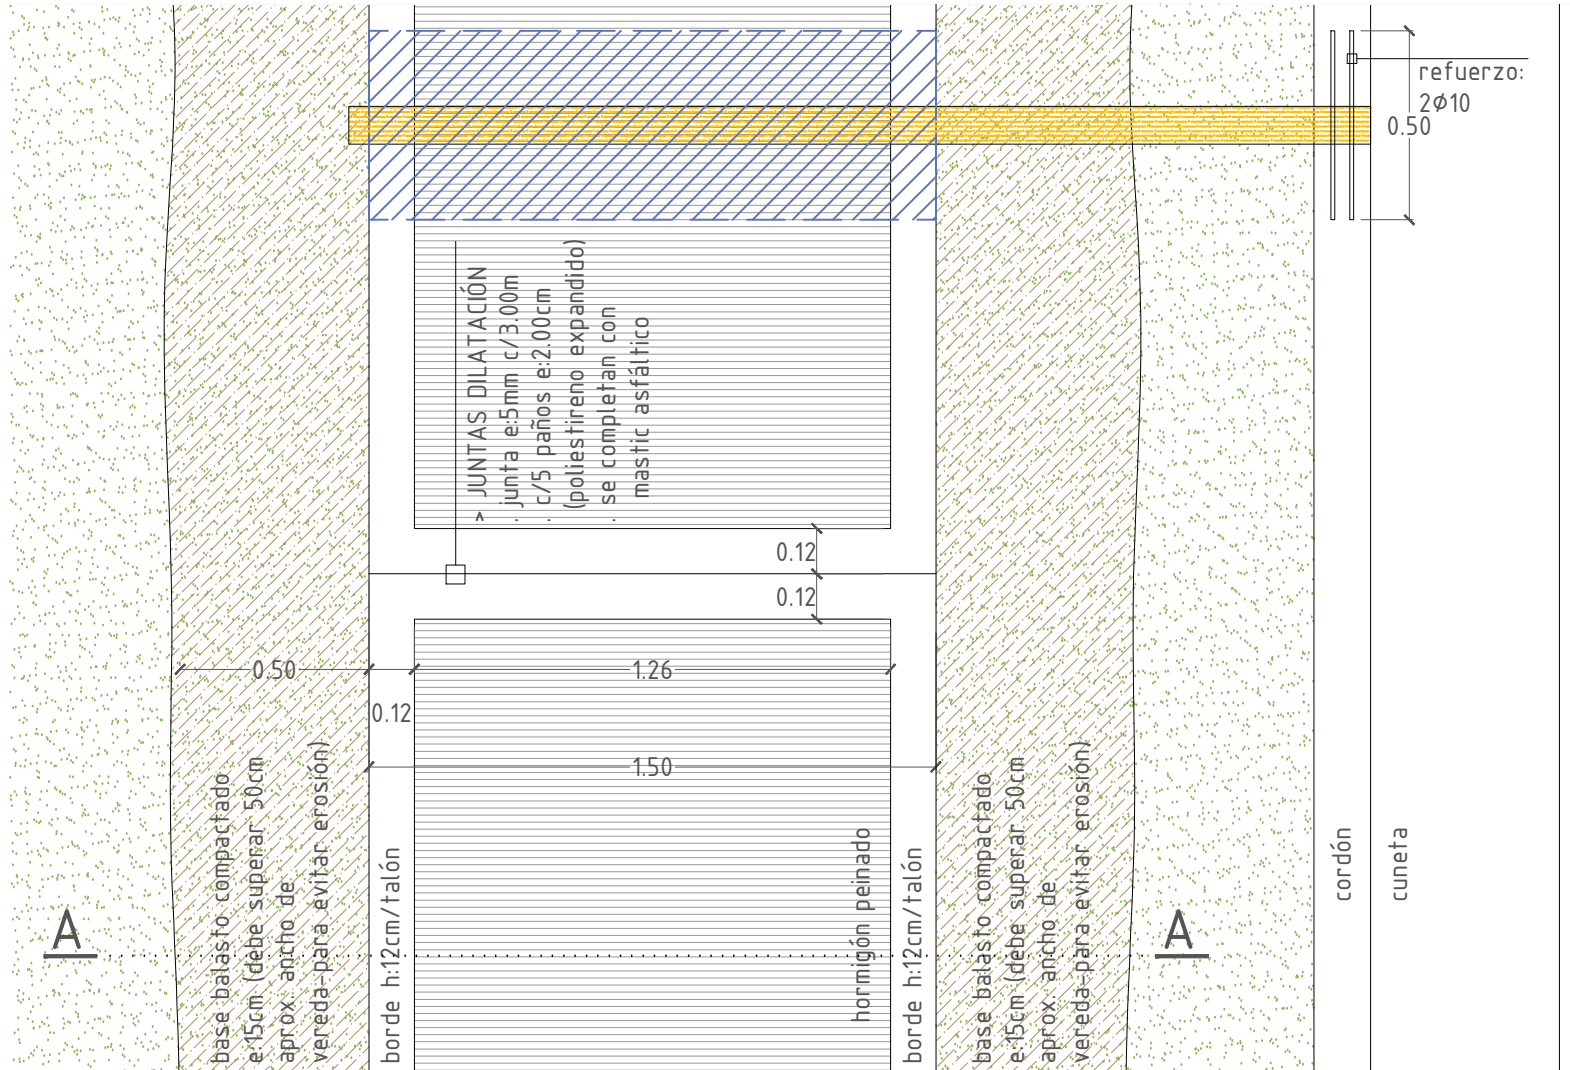 refuerzo:
2Φ10
0.50
> JUNTAS DILATACIÓN
. junta e:5mm c/3.00m
. c/5 paños e:2.00cm
(poliestireno expandido)
. se completan con
mastic asfáltico
0.12
0.12
0.50
1.26
0.12
1.50
base balasto compactado
e:15cm (debe superar 50cm
aprox. ancho de
vereda-para evitar erosión)
borde h:12cm/talón
hormigón peinado
borde h:12cm/talón
base balasto compactado
e:15cm (debe superar 50cm
aprox. ancho de
vereda-para evitar erosión)
cordón
cuneta
A
A